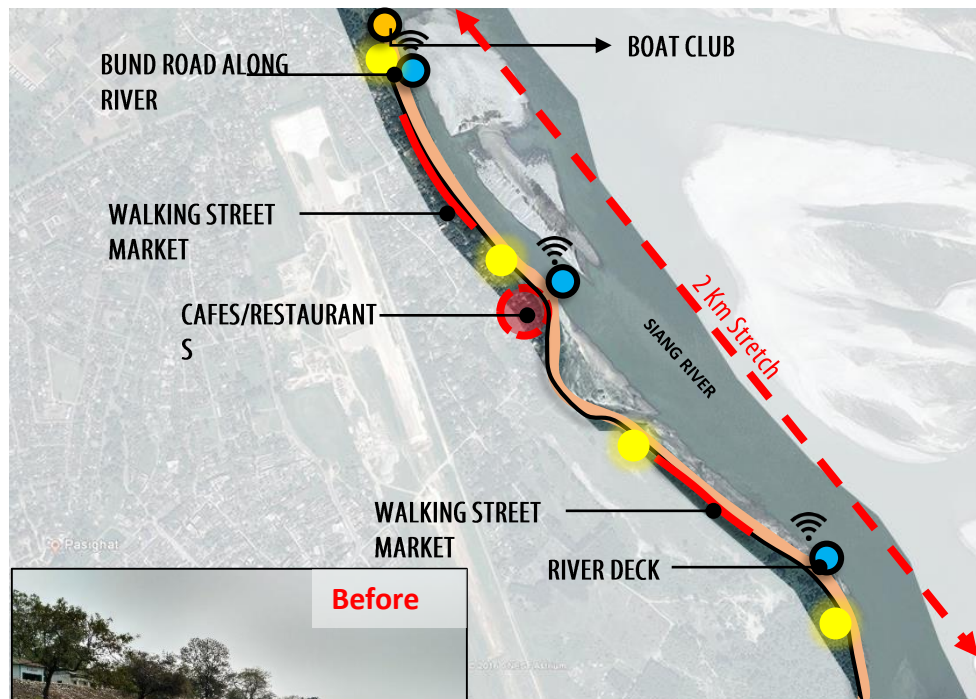 BOAT CLUB
BUND ROAD ALONG
RIVER
WALKING STREET
MARKET
CAFES/RESTAURANT
S
2 Km Stretch
SIANG RIVER
WALKING STREET
MARKET
RIVER DECK
Pasighat
Before